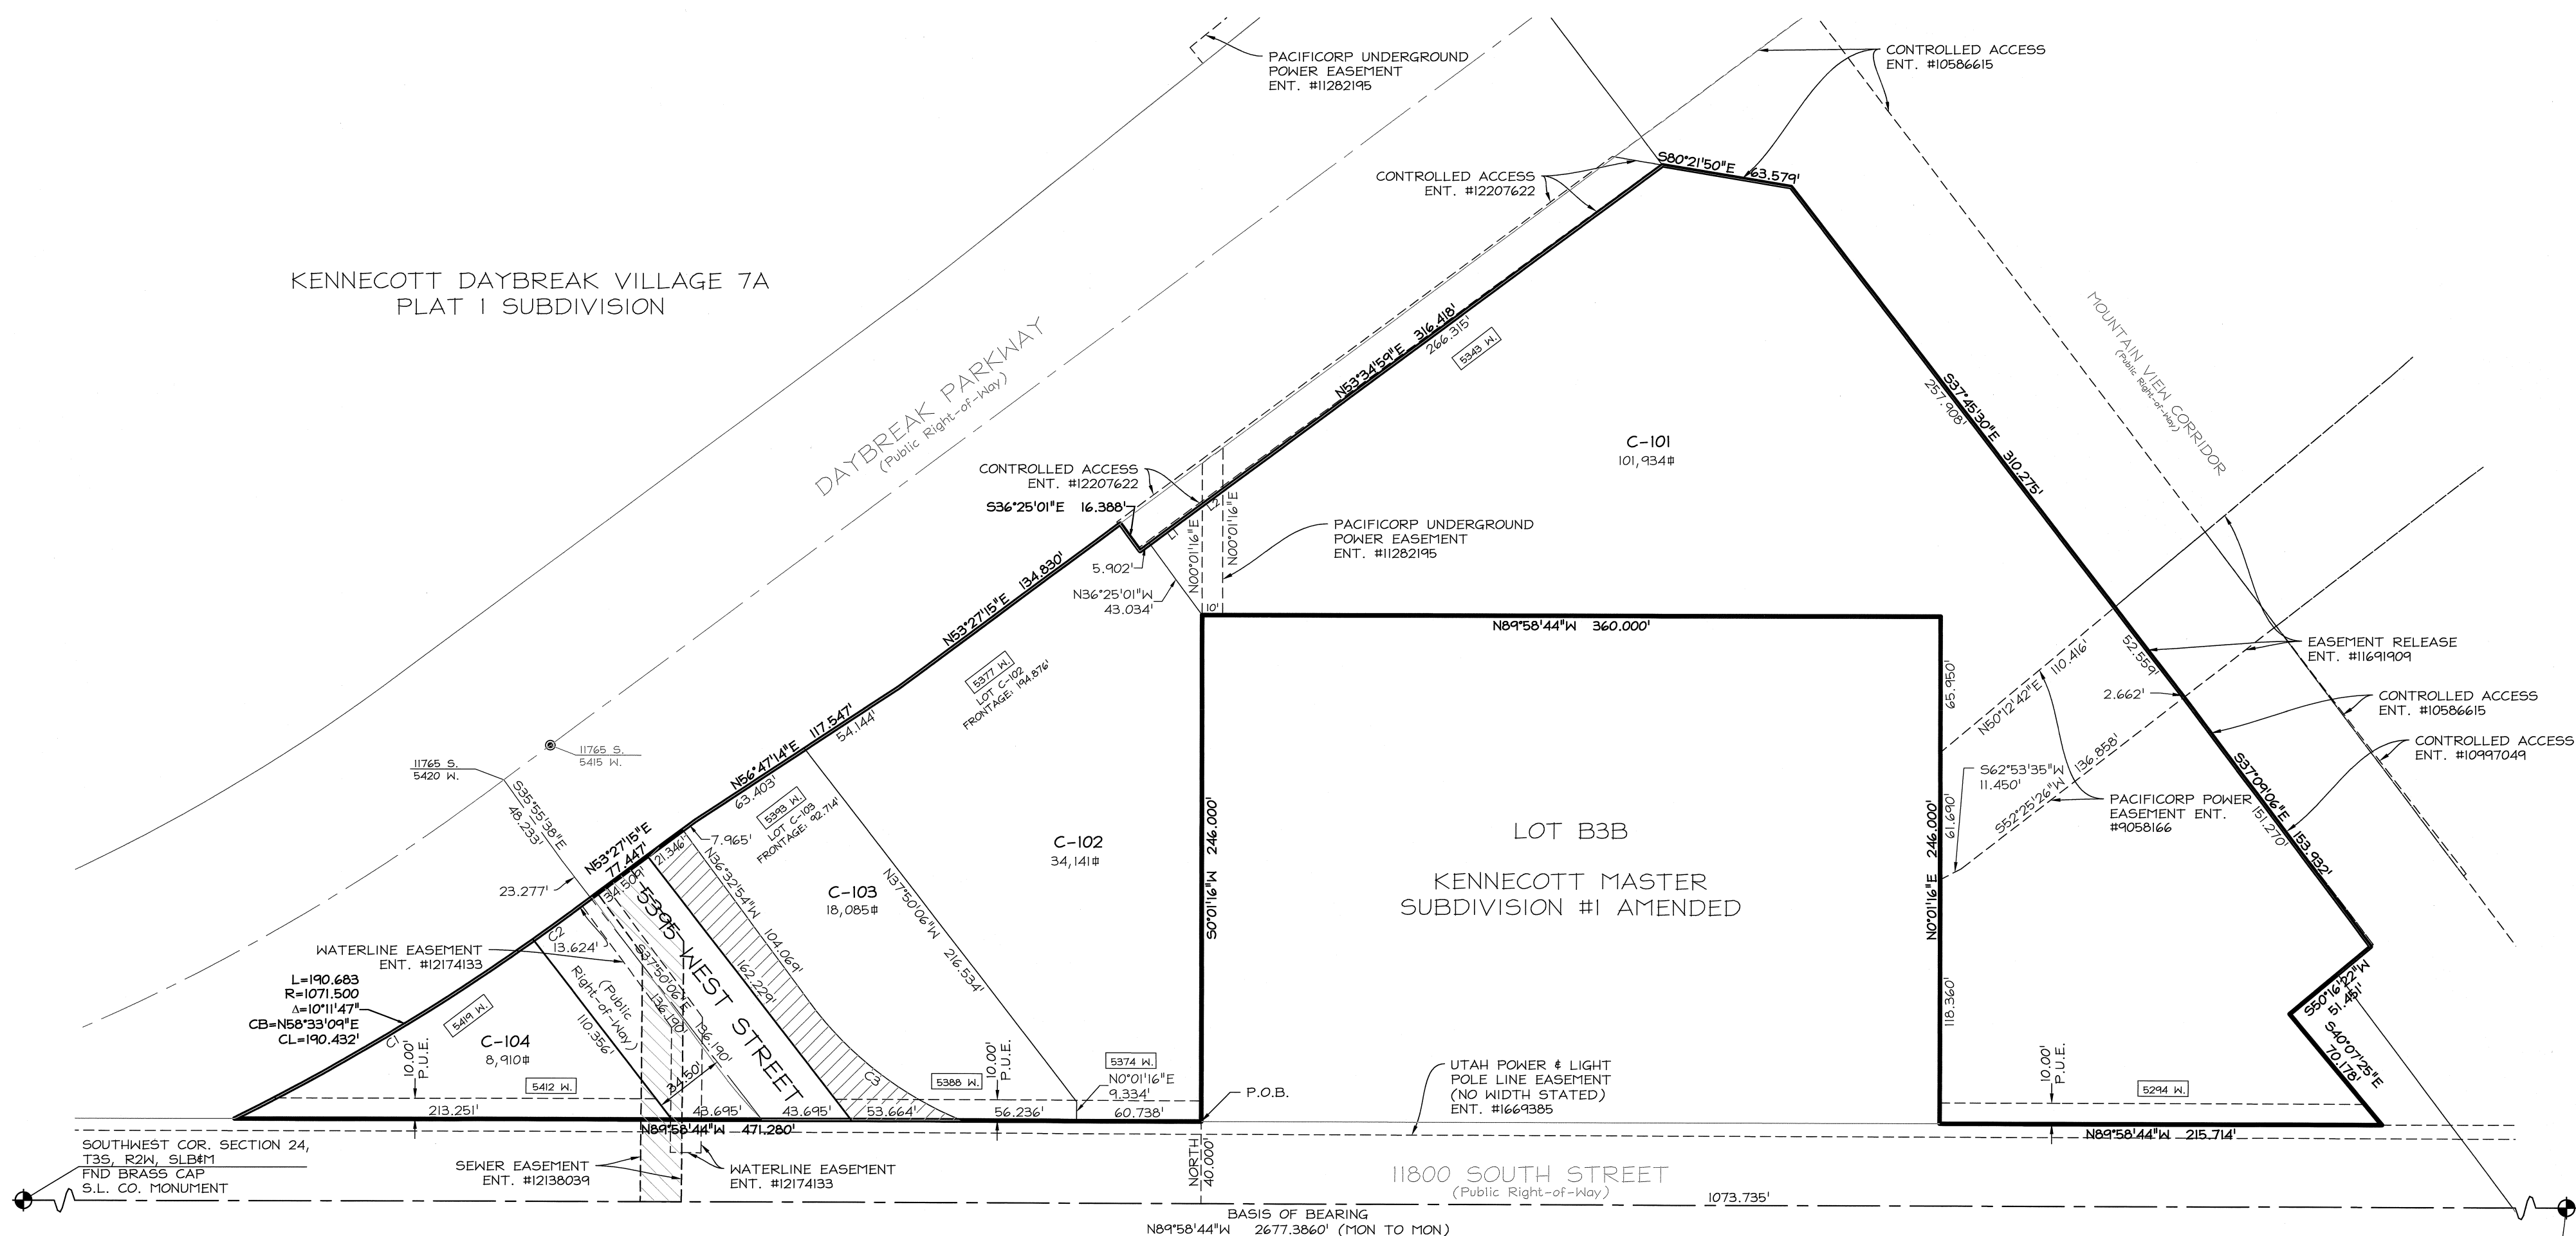 PACIFICORP UNDERGROUND
POWER EASEMENT
ENT. #11282195
CONTROLLED ACCESS
ENT. #10586615
CONTROLLED ACCESS
ENT. #12207622
S80°21'50"E 63.579'
KENNECOTT DAYBREAK VILLAGE 7A
PLAT 1 SUBDIVISION
DAYBREAK PARKWAY
(Public Right-of-Way)
MOUNTAIN VIEW CORRIDOR
(Public Right-of-Way)
N53°34'59"E 316.418'
266.315'
5343 W.
S37°45'30"E 310.275'
257.908'
C-101
101,934⏍
CONTROLLED ACCESS
ENT. #12207622
S36°25'01"E 16.388'
L1
L2
N00°01'16"E
N00°01'16"E
PACIFICORP UNDERGROUND
POWER EASEMENT
ENT. #11282195
5.902'
N36°25'01"W
43.034'
10'
N53°27'15"E 134.830'
N89°58'44"W 360.000'
5377 W.
LOT C-102
FRONTAGE: 194.876'
N56°47'14"E 117.547'
54.144'
63.403'
5393 W.
LOT C-103
FRONTAGE: 92.714'
11765 S.
5415 W.
11765 S.
5420 W.
S35°55'38"E
48.233'
N53°27'15"E
77.447'
7.965'
21.346'
34.509'
23.277'
13.624'
65.950'
N50°12'42"E 110.416'
52.559'
2.662'
EASEMENT RELEASE
ENT. #11691909
CONTROLLED ACCESS
ENT. #10586615
CONTROLLED ACCESS
ENT. #10997049
S62°53'35"W
11.450'
S52°25'26"W 136.858'
PACIFICORP POWER
EASEMENT ENT.
#9058166
61.690'
N0°01'16"E 246.000'
118.360'
S37°09'06"E 153.932'
151.270'
S50°16'22"W
51.451'
S40°07'25"E
70.178'
LOT B3B
KENNECOTT MASTER
SUBDIVISION #1 AMENDED
S0°01'16"W 246.000'
C-102
34,141⏍
C-103
18,085⏍
N37°50'06"W 216.534'
N36°32'54"W 104.069'
162.229'
5395 WEST STREET
(Public
Right-of-Way)
S37°50'06"E 136.190'
136.190'
34.50'
110.356'
WATERLINE EASEMENT
ENT. #12174133
L=190.683
R=1071.500
Δ=10°11'47"
CB=N58°33'09"E
CL=190.432'
C1
C2
C3
5419 W.
C-104
8,910⏍
10.00'
P.U.E.
5412 W.
5388 W.
10.00'
P.U.E.
5374 W.
N0°01'16"E
9.334'
P.O.B.
UTAH POWER & LIGHT
POLE LINE EASEMENT
(NO WIDTH STATED)
ENT. #1669385
10.00'
P.U.E.
5294 W.
213.251'
43.695'
43.695'
53.664'
56.236'
60.738'
N89°58'44"W 471.280'
N89°58'44"W 215.714'
SOUTHWEST COR. SECTION 24,
T3S, R2W, SLB&M
FND BRASS CAP
S.L. CO. MONUMENT
SEWER EASEMENT
ENT. #12138039
WATERLINE EASEMENT
ENT. #12174133
NORTH
40.000'
11800 SOUTH STREET
(Public Right-of-Way)
1073.735'
BASIS OF BEARING
N89°58'44"W 2677.3860' (MON TO MON)